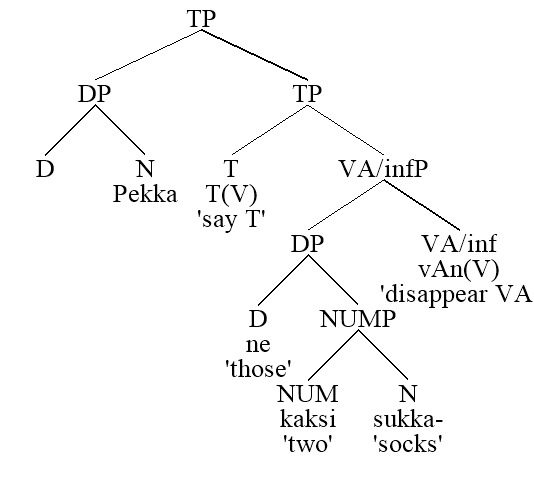 TP
DP TP
D N T VA/infP
Pekka T(V)
'say T'
DP VA/inf
vAn(V)
'disappear VA
D NUMP
ne
'those'
NUM N
kaksi sukka-
'two' 'socks'